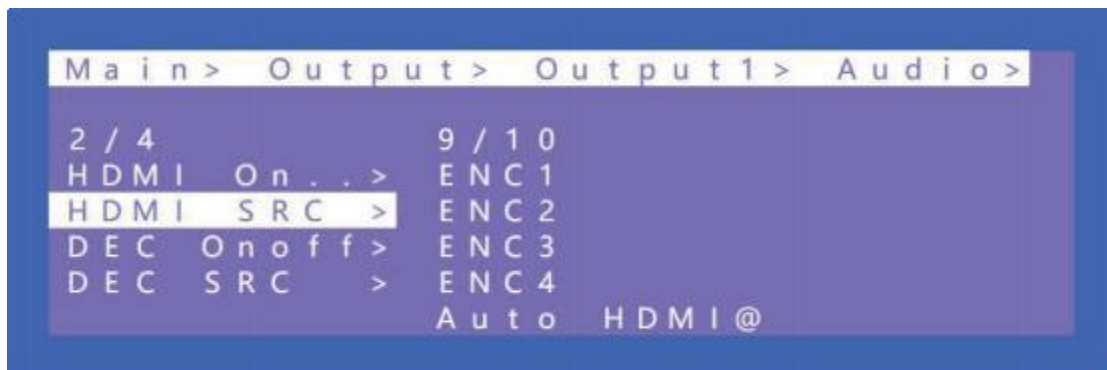 Main> Output> Output1> Audio>
2/4 9/10
HDMI On..> ENC1
HDMI SRC > ENC2
DEC Onoff> ENC3
DEC SRC > ENC4
Auto HDMI@